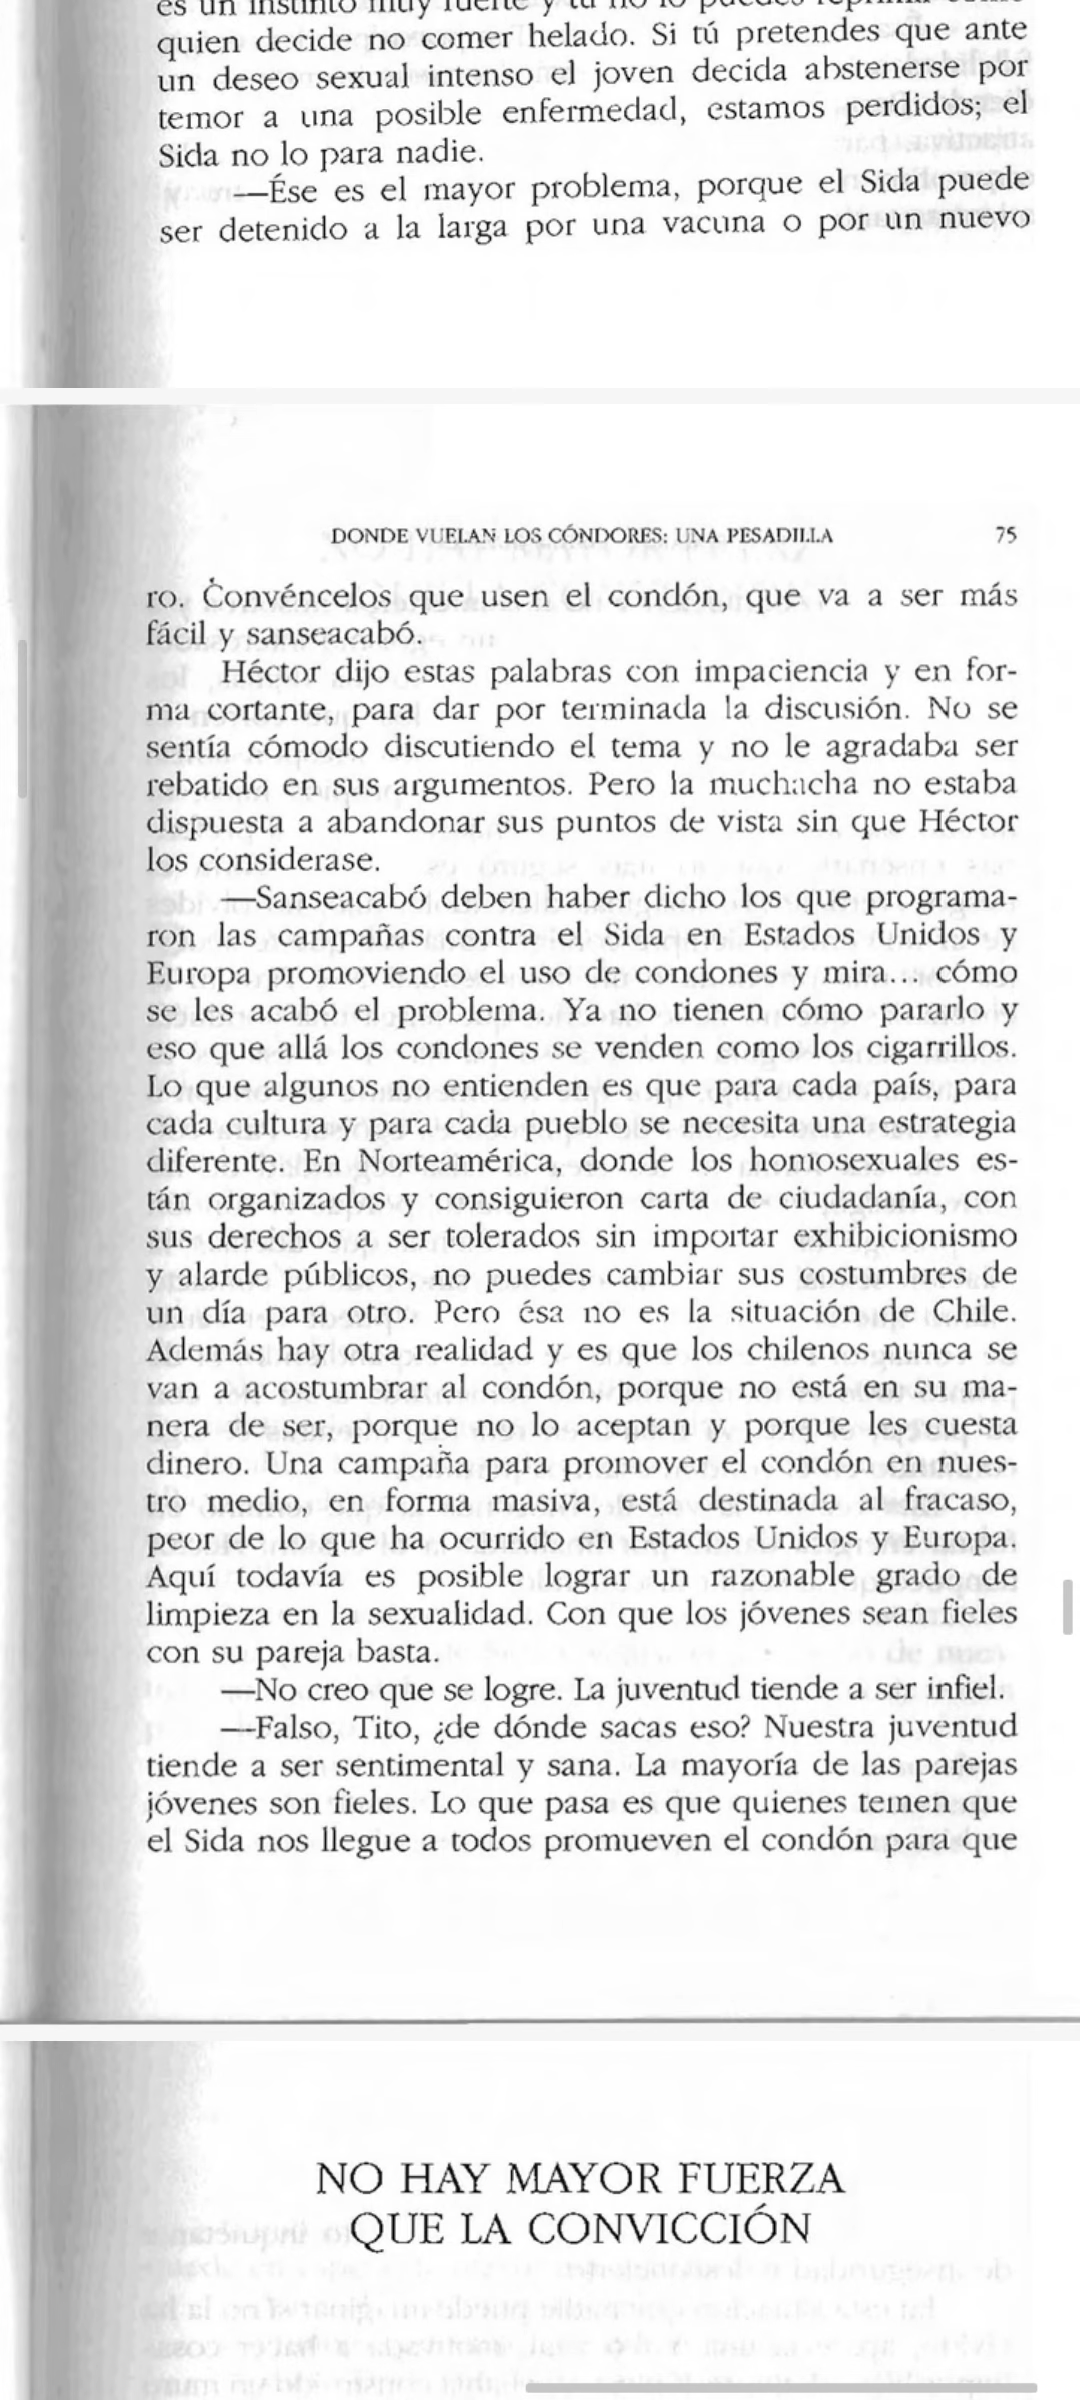 es un instinto muy fuerte y tú no lo puedes reprimir como
quien decide no comer helado. Si tú pretendes que ante
un deseo sexual intenso el joven decida abstenerse por
temor a una posible enfermedad, estamos perdidos; el
Sida no lo para nadie.
—Ése es el mayor problema, porque el Sida puede
ser detenido a la larga por una vacuna o por un nuevo
DONDE VUELAN LOS CÓNDORES: UNA PESADILLA 75
ro. Convéncelos que usen el condón, que va a ser más
fácil y sanseacabó.
Héctor dijo estas palabras con impaciencia y en for-
ma cortante, para dar por terminada la discusión. No se
sentía cómodo discutiendo el tema y no le agradaba ser
rebatido en sus argumentos. Pero la muchacha no estaba
dispuesta a abandonar sus puntos de vista sin que Héctor
los considerase.
—Sanseacabó deben haber dicho los que programa-
ron las campañas contra el Sida en Estados Unidos y
Europa promoviendo el uso de condones y mira... cómo
se les acabó el problema. Ya no tienen cómo pararlo y
eso que allá los condones se venden como los cigarrillos.
Lo que algunos no entienden es que para cada país, para
cada cultura y para cada pueblo se necesita una estrategia
diferente. En Norteamérica, donde los homosexuales es-
tán organizados y consiguieron carta de ciudadanía, con
sus derechos a ser tolerados sin importar exhibicionismo
y alarde públicos, no puedes cambiar sus costumbres de
un día para otro. Pero ésa no es la situación de Chile.
Además hay otra realidad y es que los chilenos nunca se
van a acostumbrar al condón, porque no está en su ma-
nera de ser, porque no lo aceptan y porque les cuesta
dinero. Una campaña para promover el condón en nues-
tro medio, en forma masiva, está destinada al fracaso,
peor de lo que ha ocurrido en Estados Unidos y Europa.
Aquí todavía es posible lograr un razonable grado de
limpieza en la sexualidad. Con que los jóvenes sean fieles
con su pareja basta.
—No creo que se logre. La juventud tiende a ser infiel.
—Falso, Tito, ¿de dónde sacas eso? Nuestra juventud
tiende a ser sentimental y sana. La mayoría de las parejas
jóvenes son fieles. Lo que pasa es que quienes temen que
el Sida nos llegue a todos promueven el condón para que
NO HAY MAYOR FUERZA
QUE LA CONVICCIÓN